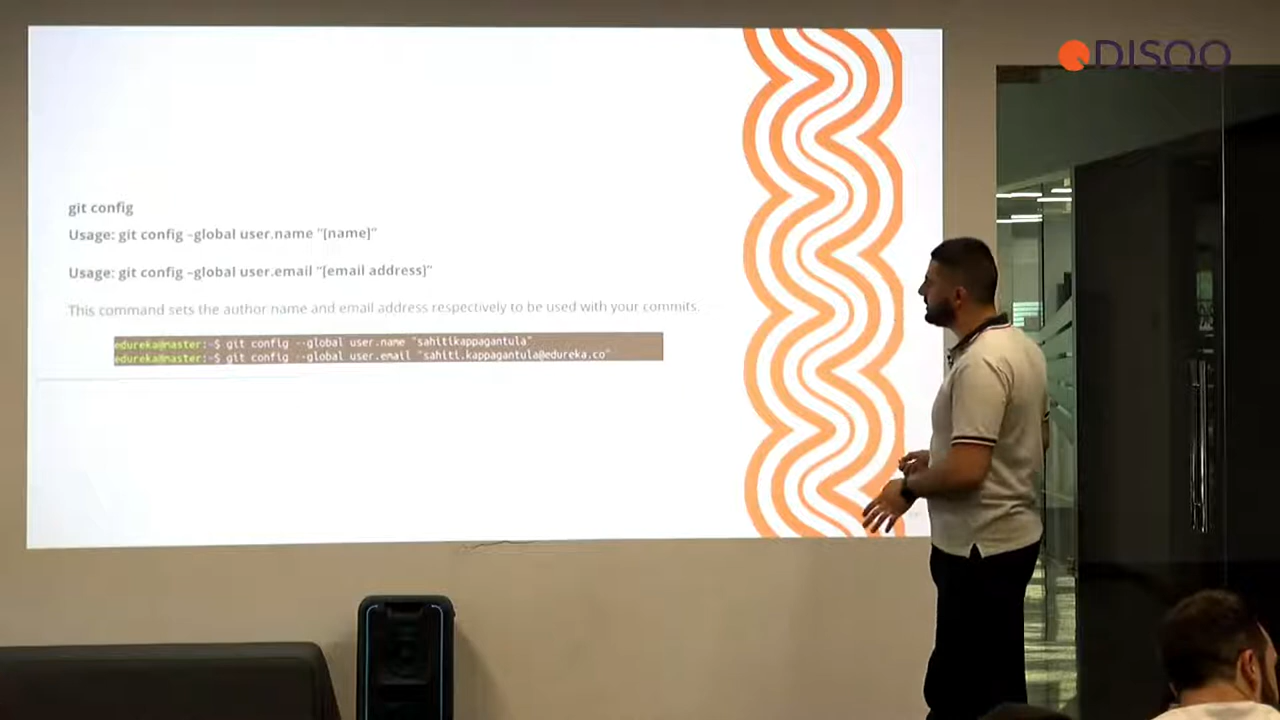 DISQO
git config
Usage: git config –global user.name “[name]”
Usage: git config –global user.email “[email address]”
This command sets the author name and email address respectively to be used with your commits.
edureka@master:~$ git config --global user.name "sahitikappagantula"
edureka@master:~$ git config --global user.email "sahiti.kappagantula@edureka.co"